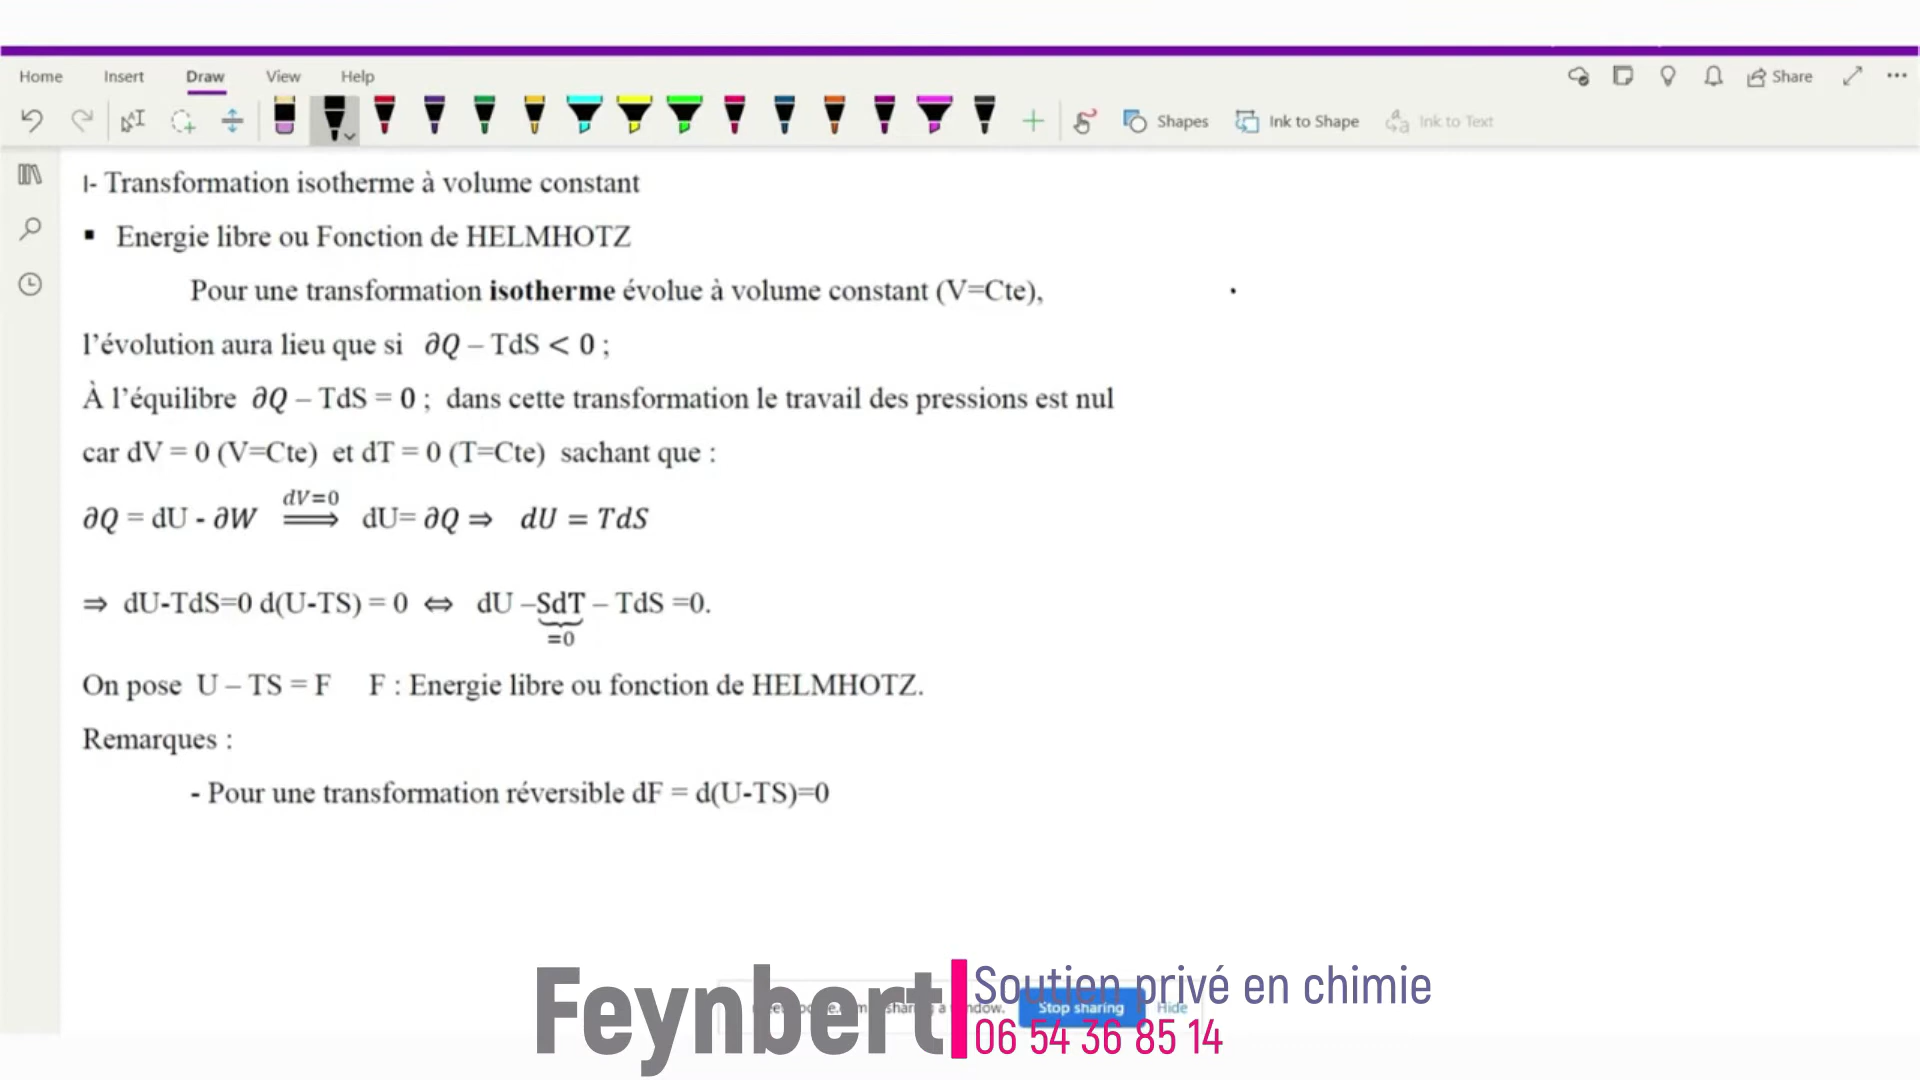 Home Insert Draw View Help Share
Shapes Ink to Shape Ink to Text
I- Transformation isotherme à volume constant
▪ Energie libre ou Fonction de HELMHOTZ
Pour une transformation isotherme évolue à volume constant (V=Cte),
l’évolution aura lieu que si ∂Q – TdS < 0 ;
À l’équilibre ∂Q – TdS = 0 ; dans cette transformation le travail des pressions est nul
car dV = 0 (V=Cte) et dT = 0 (T=Cte) sachant que :
∂Q = dU - ∂W ⟹ dV=0 dU= ∂Q ⇒ dU = TdS
⇒ dU-TdS=0 d(U-TS) = 0 ⇔ dU –SdT – TdS =0.
=0
On pose U – TS = F F : Energie libre ou fonction de HELMHOTZ.
Remarques :
- Pour une transformation réversible dF = d(U-TS)=0
Feynbert
Soutien privé en chimie
Stop sharing Hide
06 54 36 85 14